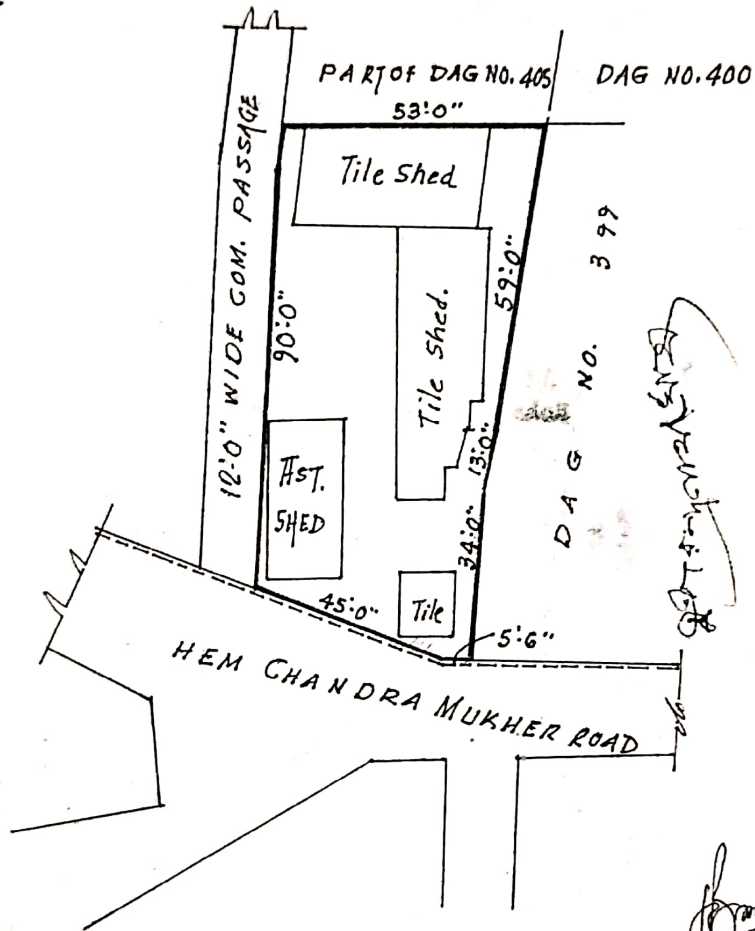 PART OF DAG NO. 405
DAG NO. 400
53'-0"
12'-0" WIDE COM. PASSAGE
Tile Shed
90'-0"
59'-0"
DAG NO. 399
Tile Shed.
13'-0"
AST.
SHED
34'-0"
45'-0"
Tile
5'-6"
HEM CHANDRA MUKHER ROAD